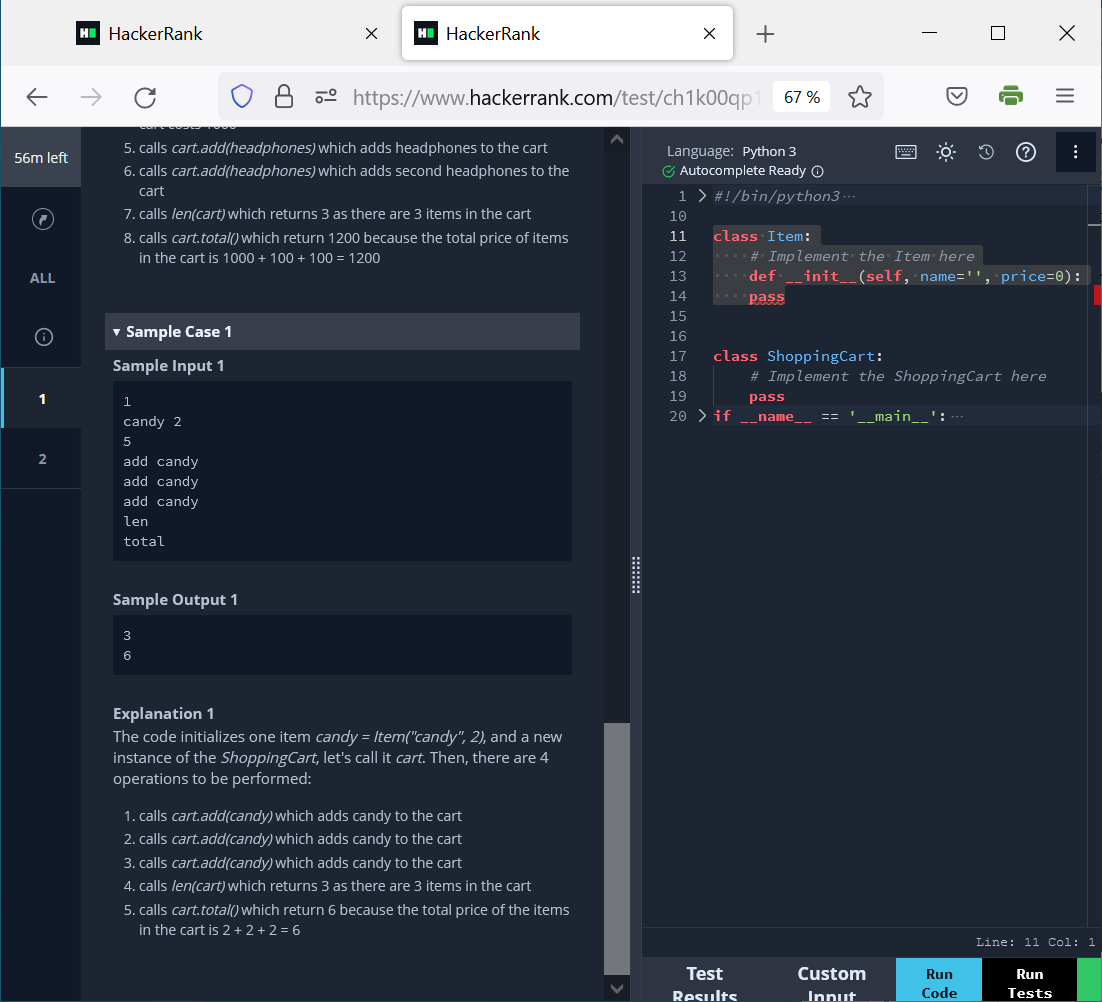 HackerRank
HackerRank
https://www.hackerrank.com/test/ch1k00qp1
67 %
56m left
ALL
1
2
cart costs 1000
5. calls cart.add(headphones) which adds headphones to the cart
6. calls cart.add(headphones) which adds second headphones to the
cart
7. calls len(cart) which returns 3 as there are 3 items in the cart
8. calls cart.total() which return 1200 because the total price of items
in the cart is 1000 + 100 + 100 = 1200
▾ Sample Case 1
Sample Input 1
1
candy 2
5
add candy
add candy
add candy
len
total
Sample Output 1
3
6
Explanation 1
The code initializes one item candy = Item("candy", 2), and a new
instance of the ShoppingCart, let's call it cart. Then, there are 4
operations to be performed:
1. calls cart.add(candy) which adds candy to the cart
2. calls cart.add(candy) which adds candy to the cart
3. calls cart.add(candy) which adds candy to the cart
4. calls len(cart) which returns 3 as there are 3 items in the cart
5. calls cart.total() which return 6 because the total price of the items
in the cart is 2 + 2 + 2 = 6
Language: Python 3
Autocomplete Ready
1 #!/bin/python3···
10
11 class Item:
12 # Implement the Item here
13 def __init__(self, name='', price=0):
14 pass
15
16
17 class ShoppingCart:
18 # Implement the ShoppingCart here
19 pass
20 if __name__ == '__main__':···
Line: 11 Col: 1
Test
Results
Custom
Input
Run
Code
Run
Tests